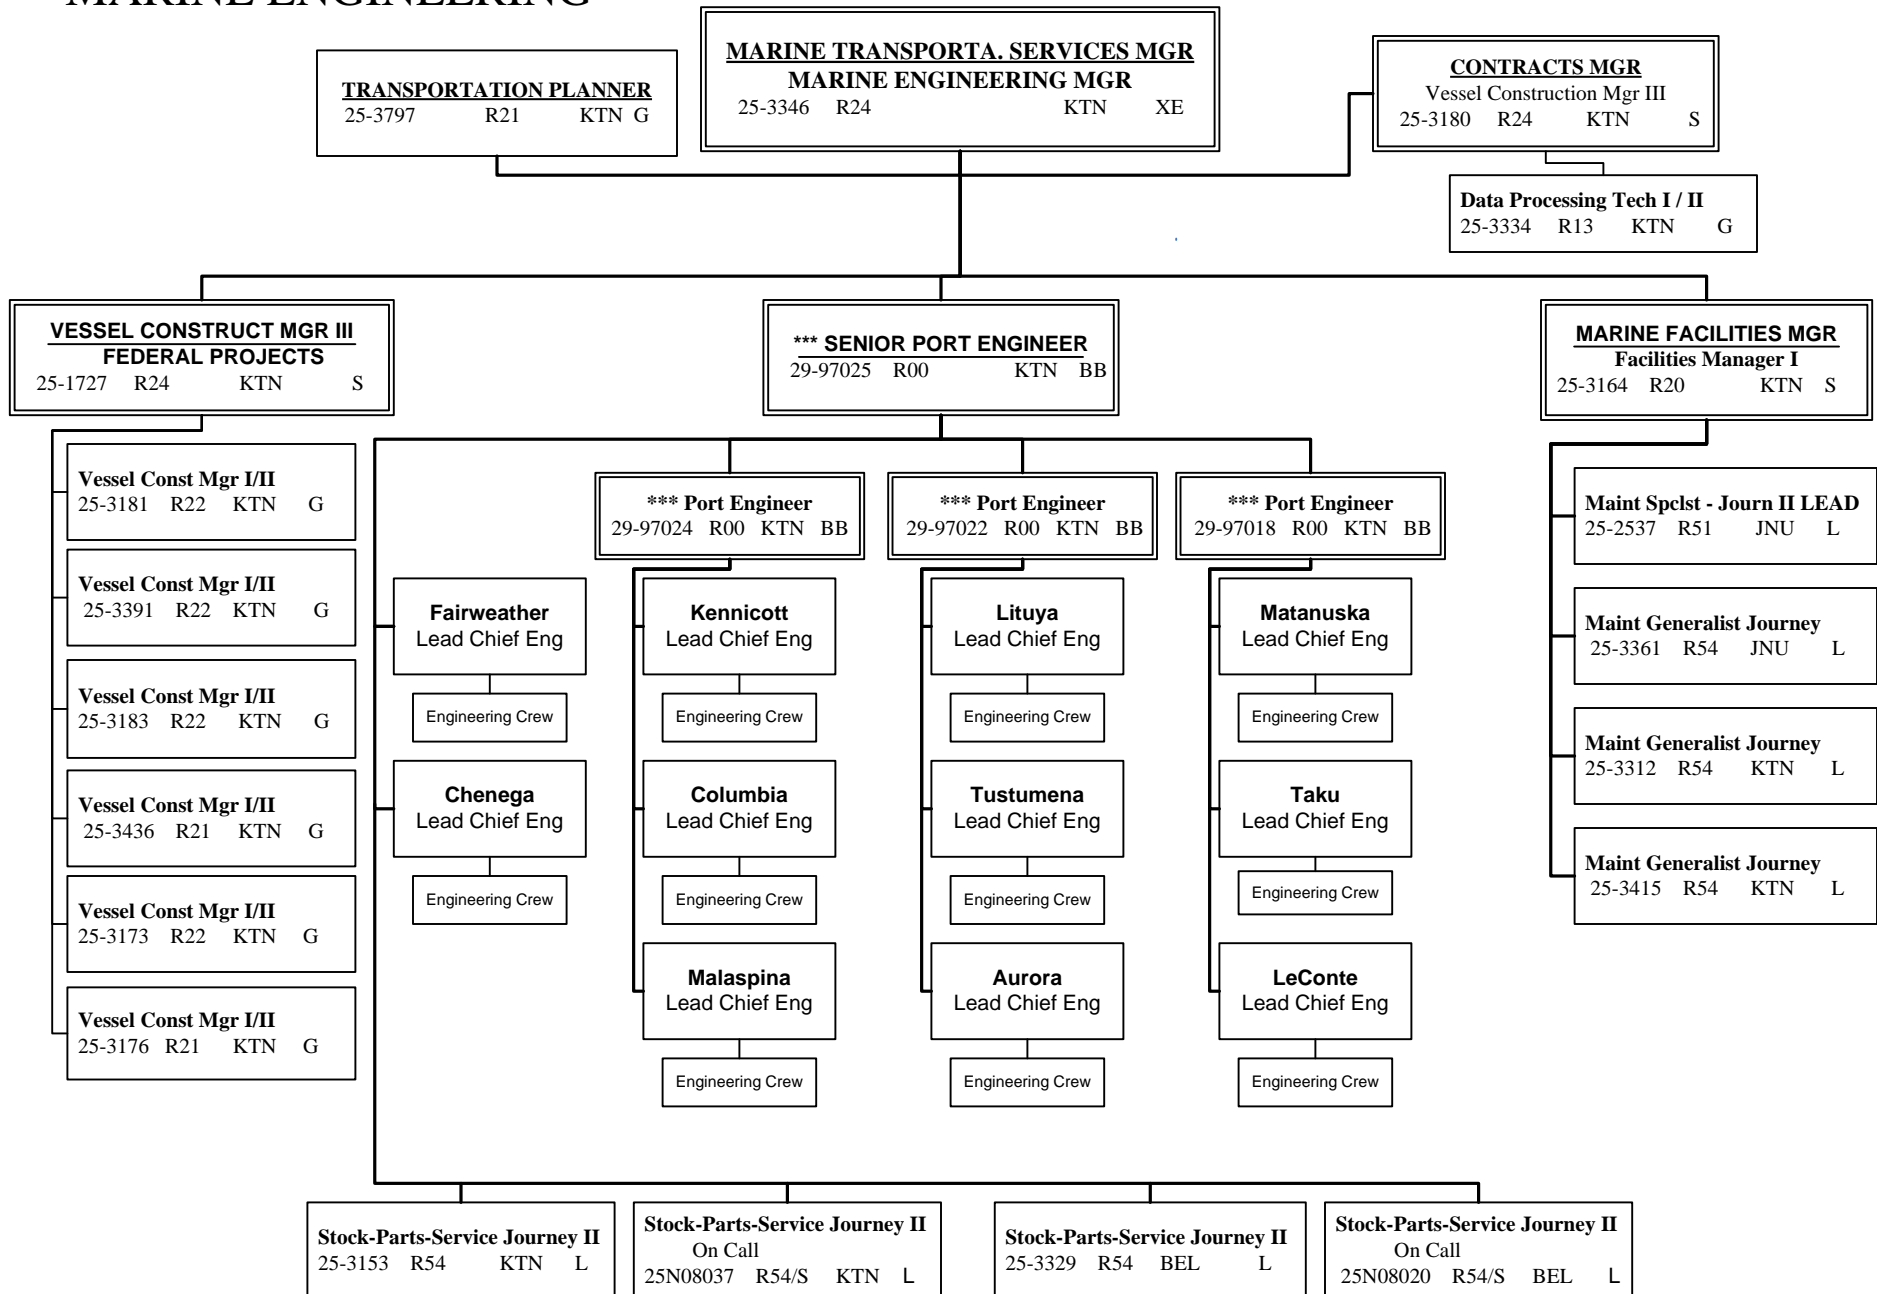 MARINE ENGINEERING
TRANSPORTATION PLANNER
25-3797 R21 KTN G
MARINE TRANSPORTA. SERVICES MGR
MARINE ENGINEERING MGR
25-3346 R24 KTN XE
CONTRACTS MGR
Vessel Construction Mgr III
25-3180 R24 KTN S
Data Processing Tech I / II
25-3334 R13 KTN G
VESSEL CONSTRUCT MGR III
FEDERAL PROJECTS
25-1727 R24 KTN S
*** SENIOR PORT ENGINEER
29-97025 R00 KTN BB
MARINE FACILITIES MGR
Facilities Manager I
25-3164 R20 KTN S
Vessel Const Mgr I/II
25-3181 R22 KTN G
Vessel Const Mgr I/II
25-3391 R22 KTN G
Vessel Const Mgr I/II
25-3183 R22 KTN G
Vessel Const Mgr I/II
25-3436 R21 KTN G
Vessel Const Mgr I/II
25-3173 R22 KTN G
Vessel Const Mgr I/II
25-3176 R21 KTN G
Fairweather
Lead Chief Eng
Engineering Crew
Chenega
Lead Chief Eng
Engineering Crew
*** Port Engineer
29-97024 R00 KTN BB
Kennicott
Lead Chief Eng
Engineering Crew
Columbia
Lead Chief Eng
Engineering Crew
Malaspina
Lead Chief Eng
Engineering Crew
*** Port Engineer
29-97022 R00 KTN BB
Lituya
Lead Chief Eng
Engineering Crew
Tustumena
Lead Chief Eng
Engineering Crew
Aurora
Lead Chief Eng
Engineering Crew
*** Port Engineer
29-97018 R00 KTN BB
Matanuska
Lead Chief Eng
Engineering Crew
Taku
Lead Chief Eng
Engineering Crew
LeConte
Lead Chief Eng
Engineering Crew
Maint Spclst - Journ II LEAD
25-2537 R51 JNU L
Maint Generalist Journey
25-3361 R54 JNU L
Maint Generalist Journey
25-3312 R54 KTN L
Maint Generalist Journey
25-3415 R54 KTN L
Stock-Parts-Service Journey II
25-3153 R54 KTN L
Stock-Parts-Service Journey II
On Call
25N08037 R54/S KTN L
Stock-Parts-Service Journey II
25-3329 R54 BEL L
Stock-Parts-Service Journey II
On Call
25N08020 R54/S BEL L